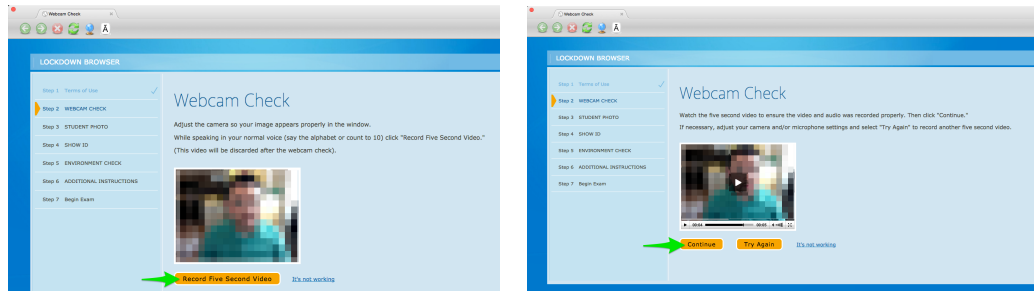 Webcam Check
LOCKDOWN BROWSER
Step 1 Terms of Use
Step 2 WEBCAM CHECK
Step 3 STUDENT PHOTO
Step 4 SHOW ID
Step 5 ENVIRONMENT CHECK
Step 6 ADDITIONAL INSTRUCTIONS
Step 7 Begin Exam
Webcam Check
Adjust the camera so your image appears properly in the window.
While speaking in your normal voice (say the alphabet or count to 10) click "Record Five Second Video."
(This video will be discarded after the webcam check).
Record Five Second Video
It's not working
Webcam Check
LOCKDOWN BROWSER
Step 1 Terms of Use
Step 2 WEBCAM CHECK
Step 3 STUDENT PHOTO
Step 4 SHOW ID
Step 5 ENVIRONMENT CHECK
Step 6 ADDITIONAL INSTRUCTIONS
Step 7 Begin Exam
Webcam Check
Watch the five second video to ensure the video and audio was recorded properly. Then click "Continue."
If necessary, adjust your camera and/or microphone settings and select "Try Again" to record another five second video.
00:04 00:05
Continue Try Again It's not working